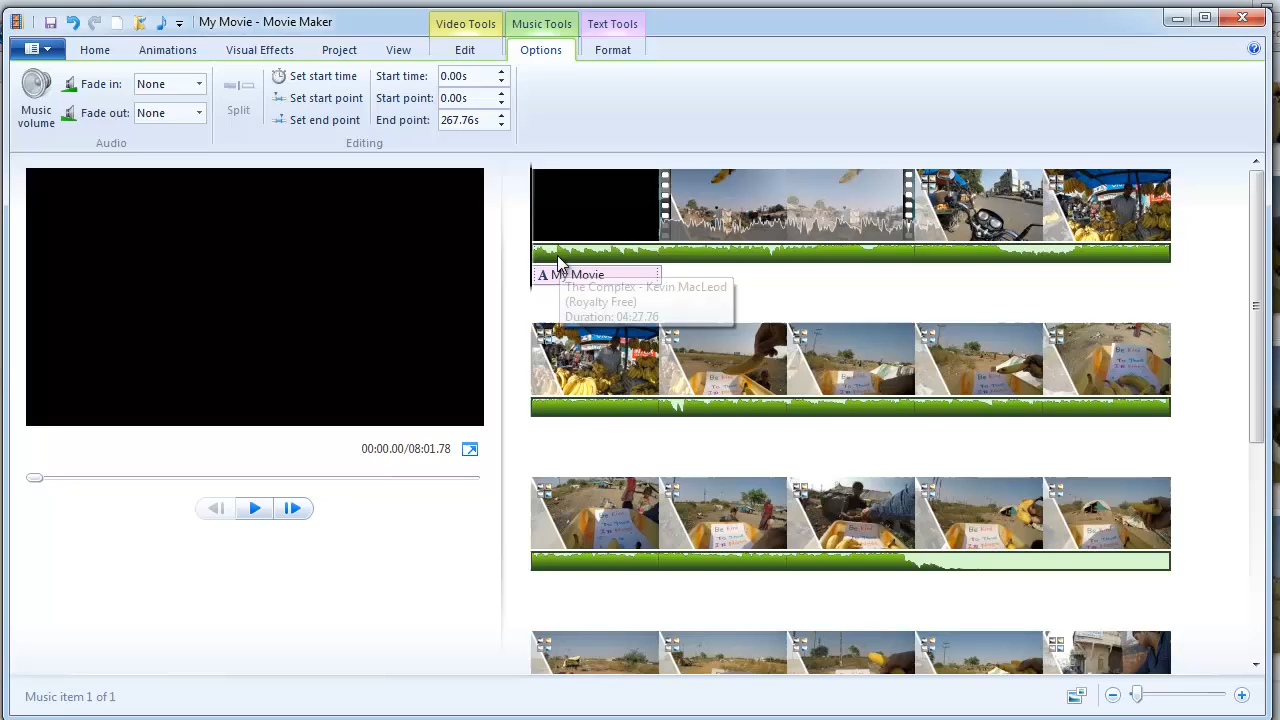 My Movie - Movie Maker
Video Tools
Music Tools
Text Tools
Home
Animations
Visual Effects
Project
View
Edit
Options
Format
Music volume
Fade in:
None
Fade out:
None
Audio
Split
Set start time
Set start point
Set end point
Start time:
0.00s
Start point:
0.00s
End point:
267.76s
Editing
A My Movie
The Complex - Kevin MacLeod
(Royalty Free)
Duration: 04:27.76
00:00.00/08:01.78
Music item 1 of 1